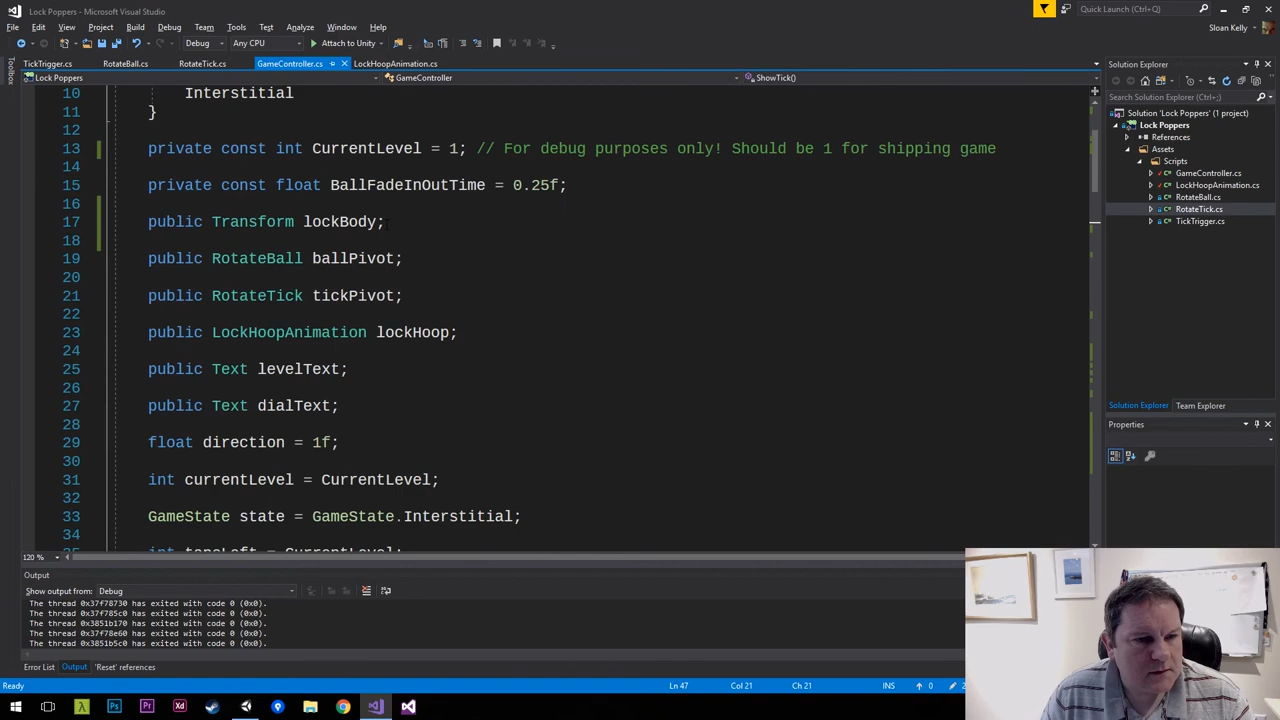 Lock Poppers - Microsoft Visual Studio
Quick Launch (Ctrl+Q)
File Edit View Project Build Debug Team Tools Test Analyze Window Help
Sloan Kelly
Debug Any CPU Attach to Unity
TickTrigger.cs RotateBall.cs RotateTick.cs GameController.cs LockHoopAnimation.cs
Lock Poppers GameController ShowTick()
Toolbox
10 Interstitial
11 }
12
13 private const int CurrentLevel = 1; // For debug purposes only! Should be 1 for shipping game
14
15 private const float BallFadeInOutTime = 0.25f;
16
17 public Transform lockBody;
18
19 public RotateBall ballPivot;
20
21 public RotateTick tickPivot;
22
23 public LockHoopAnimation lockHoop;
24
25 public Text levelText;
26
27 public Text dialText;
28
29 float direction = 1f;
30
31 int currentLevel = CurrentLevel;
32
33 GameState state = GameState.Interstitial;
34
120 %
Solution Explorer
Search Solution Explorer (Ctrl+;)
Solution 'Lock Poppers' (1 project)
Lock Poppers
References
Assets
Scripts
GameController.cs
LockHoopAnimation.cs
RotateBall.cs
RotateTick.cs
TickTrigger.cs
Solution Explorer Team Explorer
Properties
Output
Show output from: Debug
The thread 0x37f78730 has exited with code 0 (0x0).
The thread 0x37f785c0 has exited with code 0 (0x0).
The thread 0x3851b170 has exited with code 0 (0x0).
The thread 0x37f78e60 has exited with code 0 (0x0).
The thread 0x3851b5c0 has exited with code 0 (0x0).
Error List Output 'Reset' references
Ready Ln 47 Col 21 Ch 21 INS 0 2